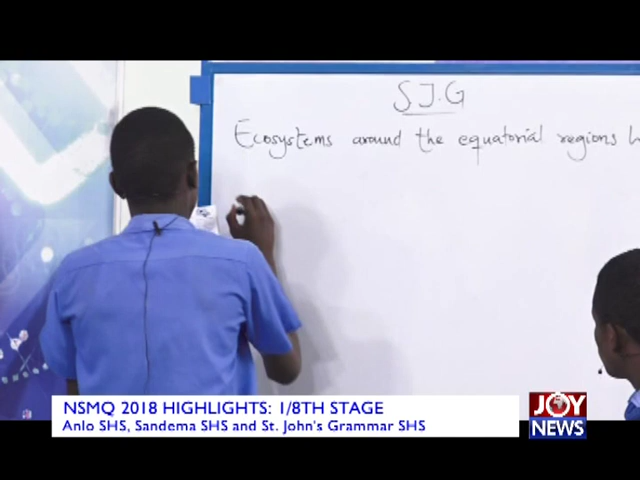 SJ.G
Ecosystems around the equatorial regions
NSMQ 2018 HIGHLIGHTS: 1/8TH STAGE
Anlo SHS, Sandema SHS and St. John's Grammar SHS
JOY
NEWS